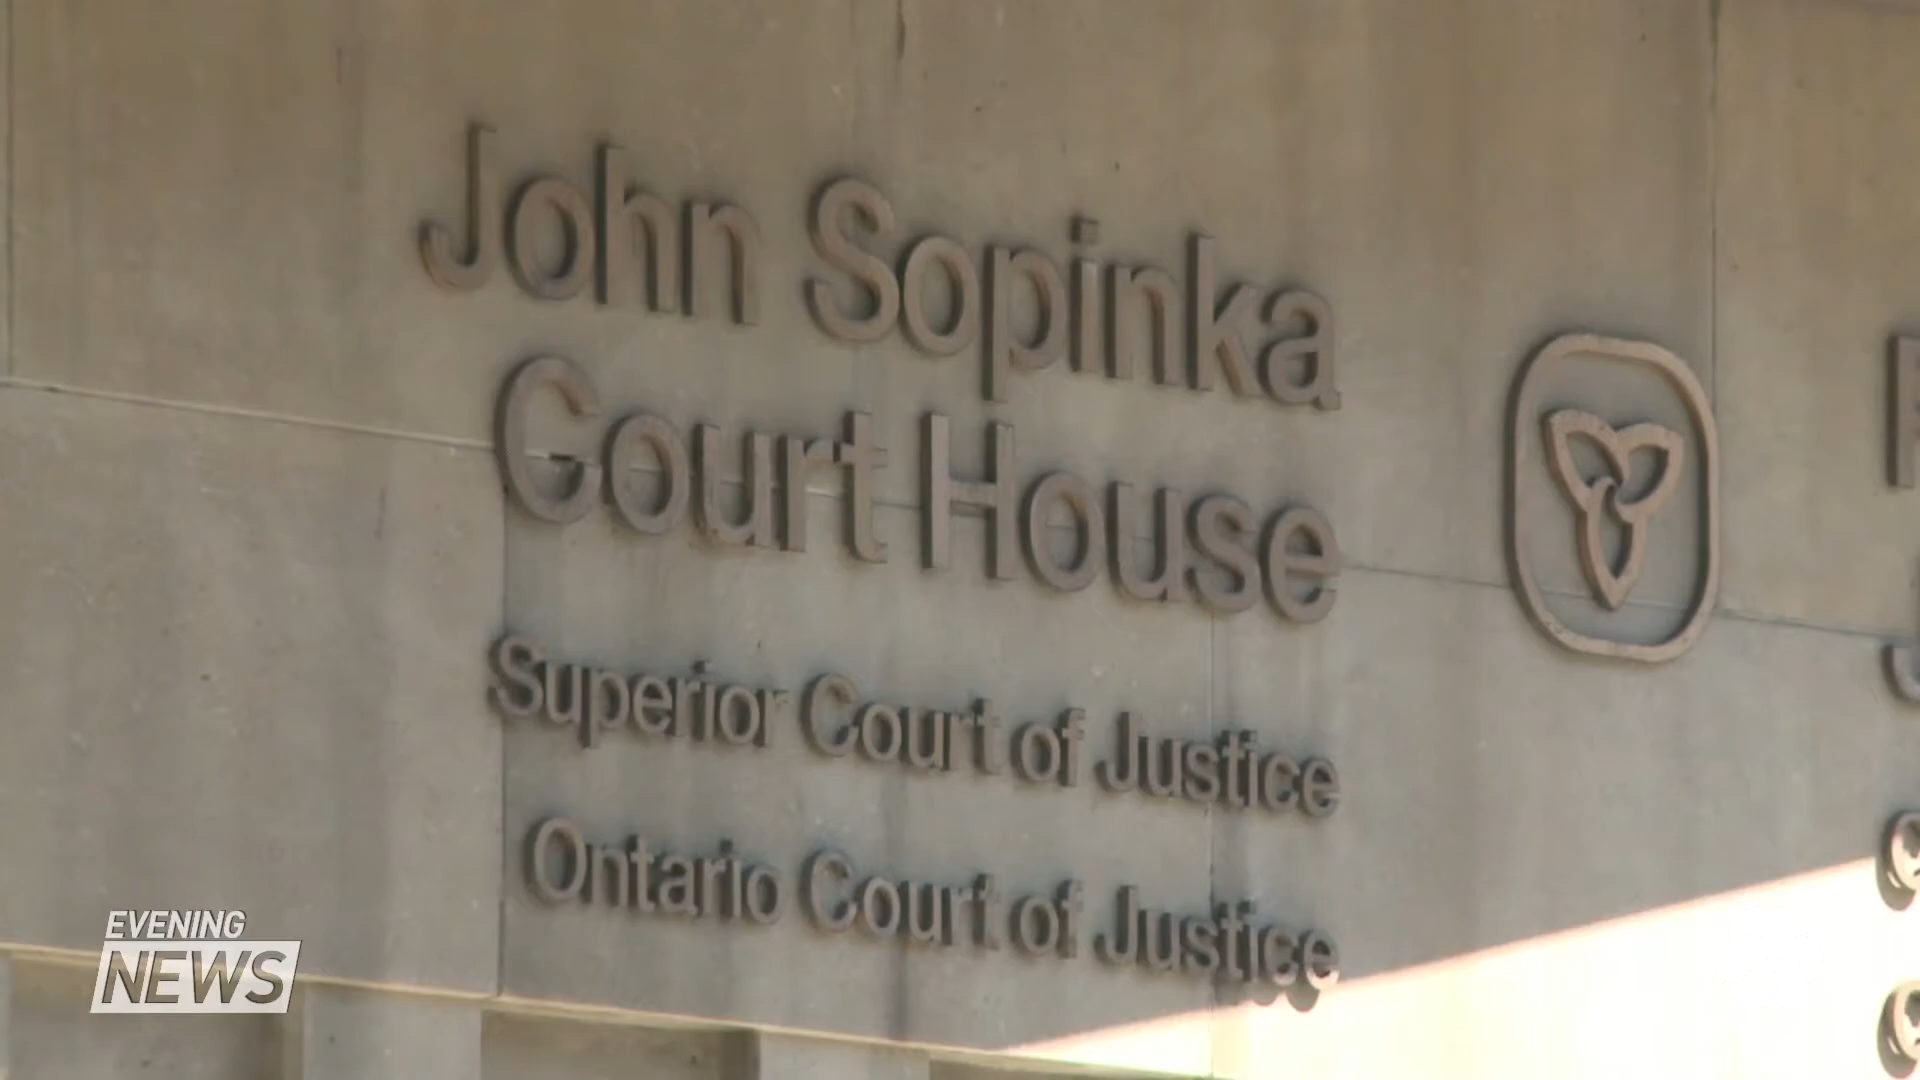 John Sopinka
Court House
Superior Court of Justice
Ontario Court of Justice
EVENING
NEWS